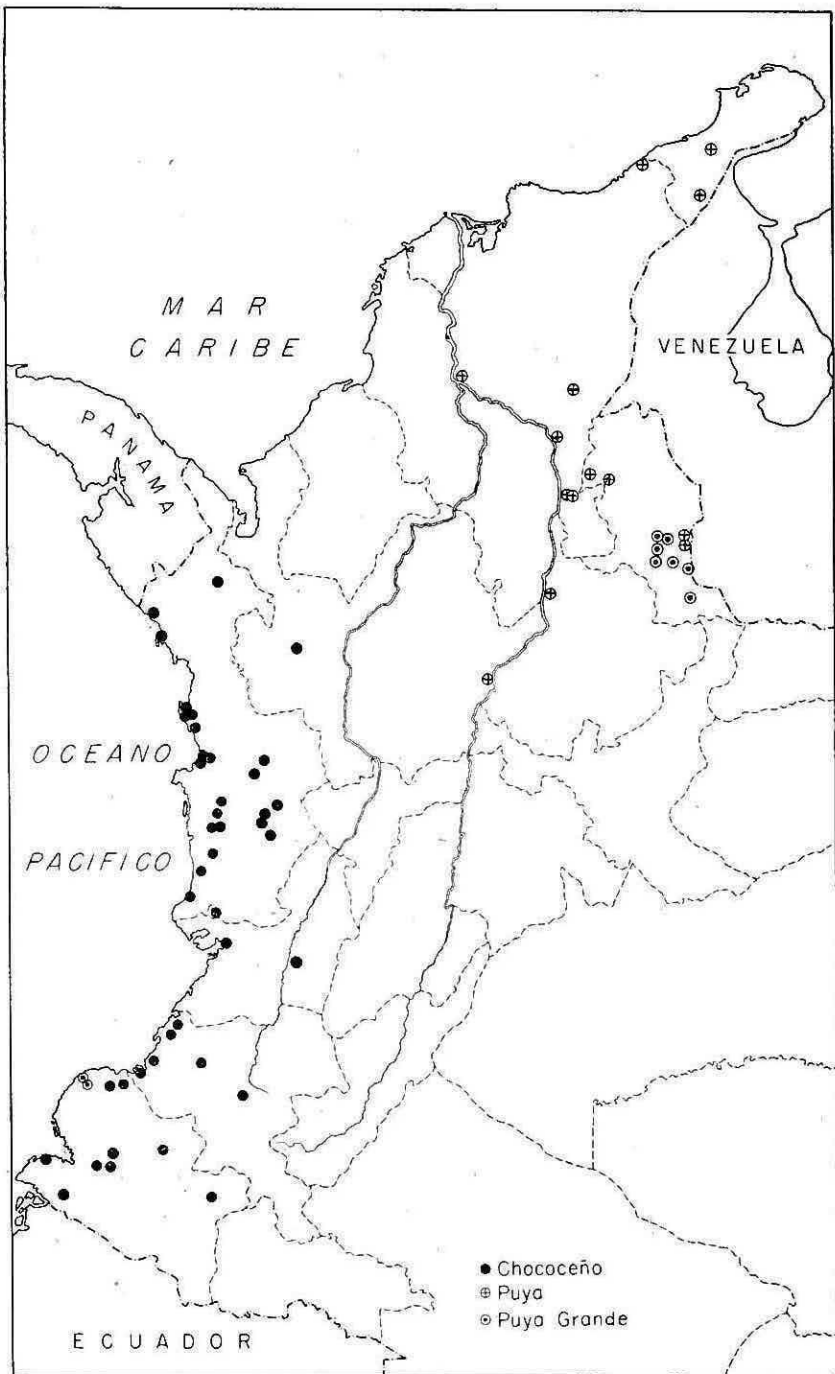 MAR
CARIBE
VENEZUELA
PANAMA
OCEANO
PACIFICO
Chococeño
Puya
Puya Grande
ECUADOR